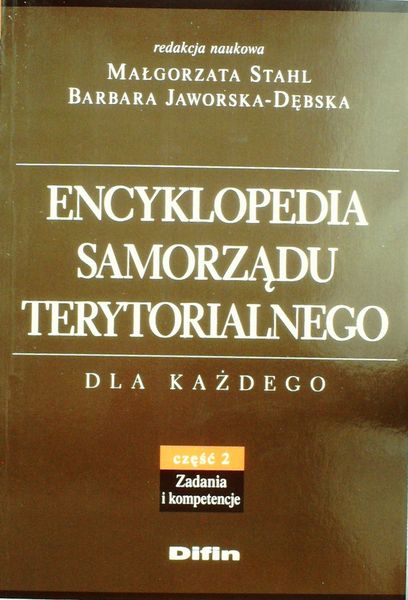 redakcja naukowa
MAŁGORZATA STAHL
BARBARA JAWORSKA-DĘBSKA
ENCYKLOPEDIA
SAMORZĄDU
TERYTORIALNEGO
DLA KAŻDEGO
część 2
Zadania
i kompetencje
Difin